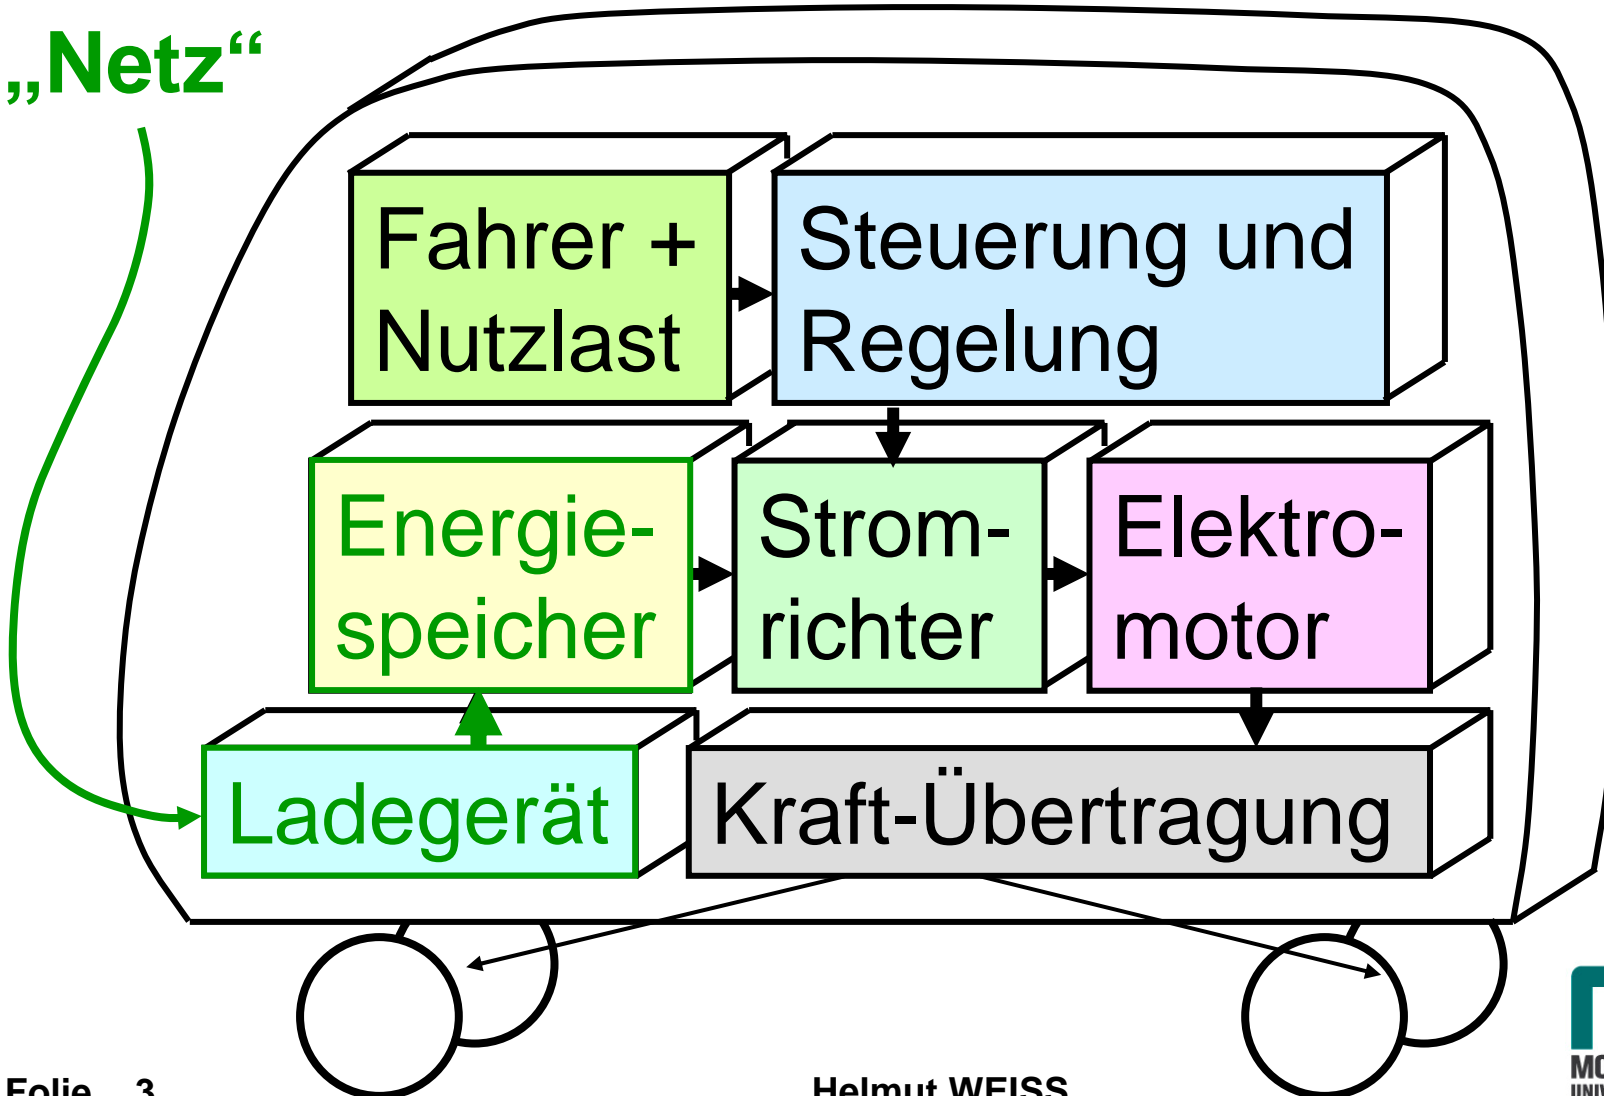 „Netz“
Fahrer +
Nutzlast
Steuerung und
Regelung
Energie-
speicher
Strom-
richter
Elektro-
motor
Ladegerät
Kraft-Übertragung
Folie 3
Helmut WEISS